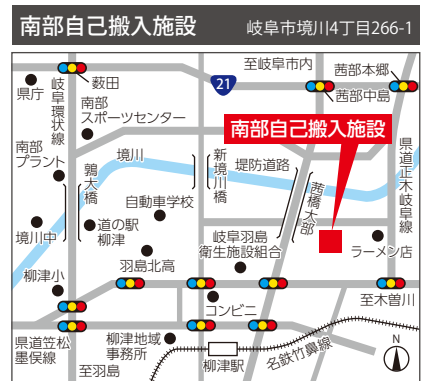 南部自己搬入施設 岐阜市境川4丁目266-1
至岐阜市内
茜部本郷
薮田
県庁
21
茜部中島
岐阜環状線
南部
スポーツセンター
南部自己搬入施設
南部
プラント
境川
鶉大橋
新境川橋
堤防道路
茜部大橋
県道正木岐阜線
自動車学校
道の駅
柳津
境川中
岐阜羽島
衛生施設組合
ラーメン店
羽島北高
柳津小
コンビニ
至木曽川
県道笠松
墨俣線
柳津地域
事務所
至羽島
柳津駅
名鉄竹鼻線
N